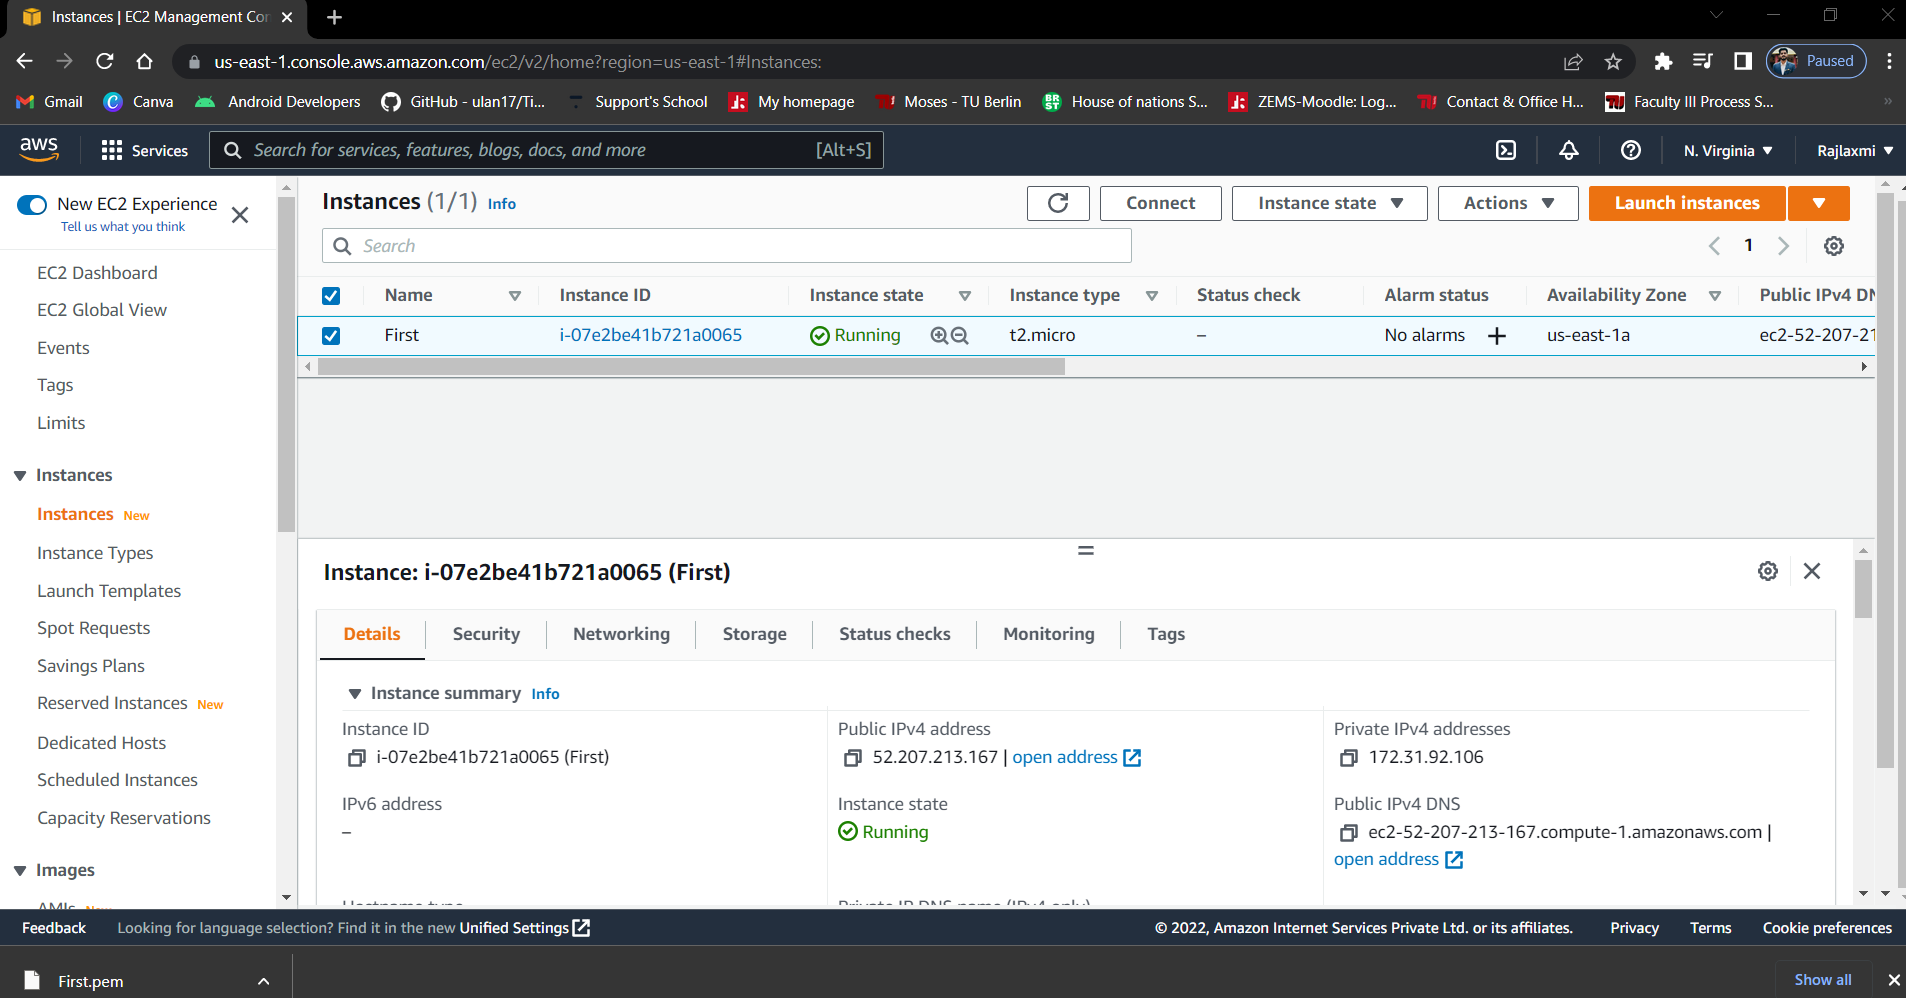 Instances | EC2 Management Con
us-east-1.console.aws.amazon.com/ec2/v2/home?region=us-east-1#Instances:
Paused
Gmail Canva Android Developers GitHub - ulan17/Ti... Support's School My homepage Moses - TU Berlin House of nations S... ZEMS-Moodle: Log... Contact & Office H... Faculty III Process S...
aws Services Search for services, features, blogs, docs, and more [Alt+S] N. Virginia Rajlaxmi
New EC2 Experience
Tell us what you think
EC2 Dashboard
EC2 Global View
Events
Tags
Limits
Instances
Instances New
Instance Types
Launch Templates
Spot Requests
Savings Plans
Reserved Instances New
Dedicated Hosts
Scheduled Instances
Capacity Reservations
Images
AMIs New
Instances (1/1) Info Connect Instance state Actions Launch instances
Search 1
Name Instance ID Instance state Instance type Status check Alarm status Availability Zone Public IPv4 DN
First i-07e2be41b721a0065 Running t2.micro – No alarms us-east-1a ec2-52-207-21
Instance: i-07e2be41b721a0065 (First)
Details Security Networking Storage Status checks Monitoring Tags
Instance summary Info
Instance ID Public IPv4 address Private IPv4 addresses
i-07e2be41b721a0065 (First) 52.207.213.167 | open address 172.31.92.106
IPv6 address Instance state Public IPv4 DNS
– Running ec2-52-207-213-167.compute-1.amazonaws.com |
open address
Hostname type Private IP DNS name (IPv4 only)
Feedback Looking for language selection? Find it in the new Unified Settings © 2022, Amazon Internet Services Private Ltd. or its affiliates. Privacy Terms Cookie preferences
First.pem Show all